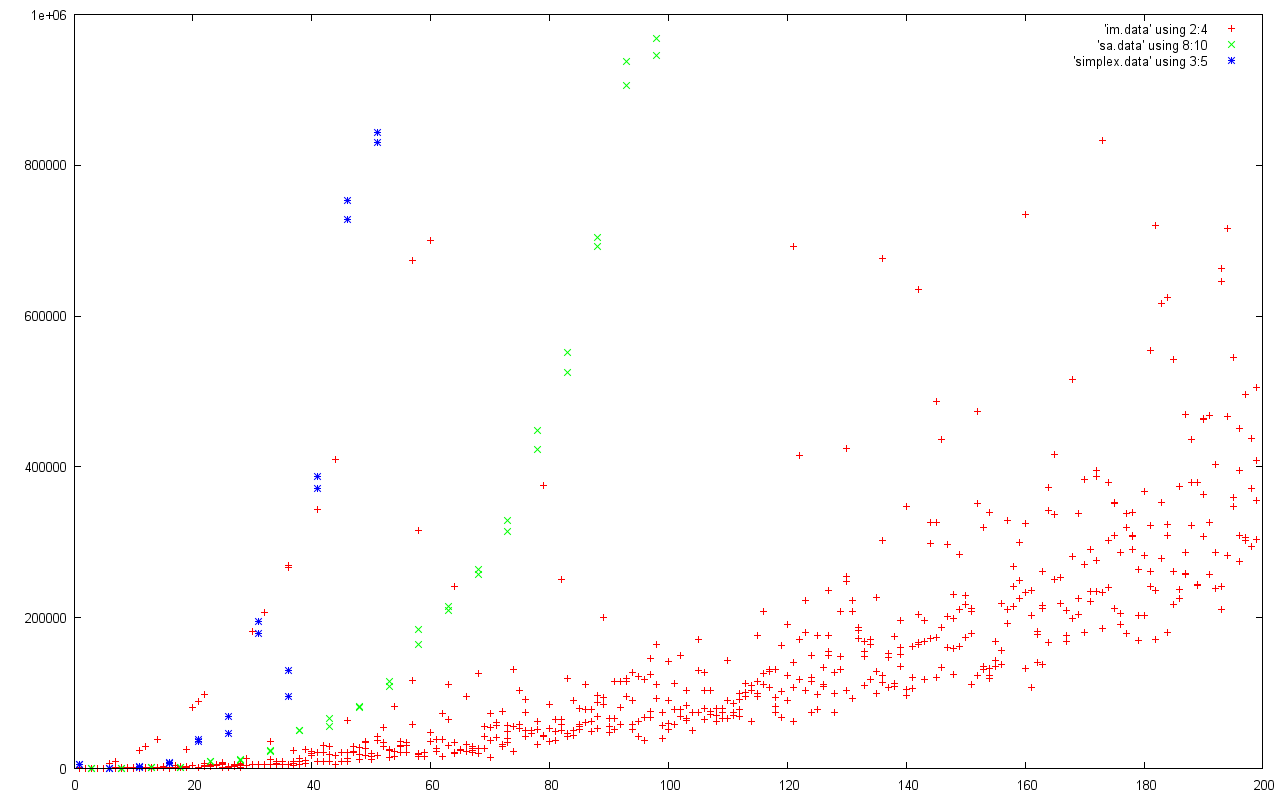 1e+06
'im.data' using 2:4
'sa.data' using 8:10
'simplex.data' using 3:5
800000
600000
400000
200000
0
0 20 40 60 80 100 120 140 160 180 200